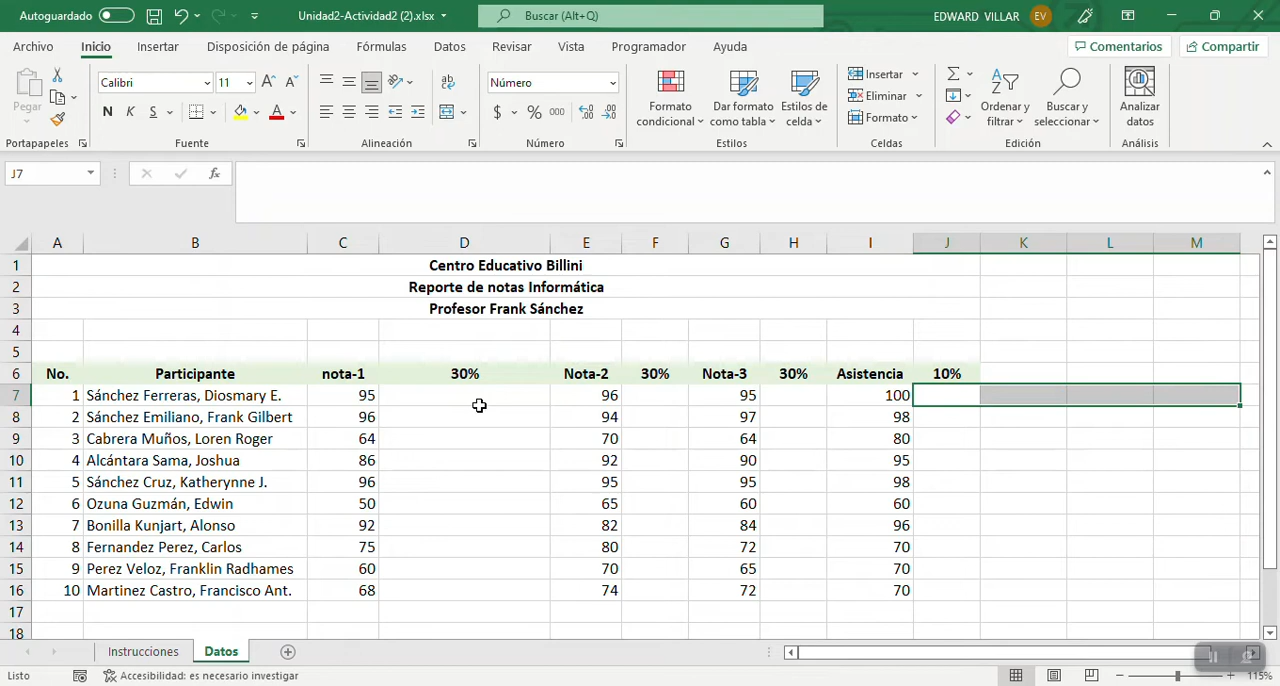 Autoguardado Unidad2-Actividad2 (2).xlsx Buscar (Alt+Q) EDWARD VILLAR EV
Archivo Inicio Insertar Disposición de página Fórmulas Datos Revisar Vista Programador Ayuda Comentarios Compartir
Pegar
Portapapeles
Calibri 11
N K S
Fuente
Alineación
Número
$ % 000
Número
Formato condicional
Dar formato como tabla
Estilos de celda
Estilos
Insertar
Eliminar
Formato
Celdas
Ordenar y filtrar
Buscar y seleccionar
Edición
Analizar datos
Análisis
J7 fx
A B C D E F G H I J K L M
1 Centro Educativo Billini
2 Reporte de notas Informática
3 Profesor Frank Sánchez
4
5
6 No. Participante nota-1 30% Nota-2 30% Nota-3 30% Asistencia 10%
7 1 Sánchez Ferreras, Diosmary E. 95 96 95 100
8 2 Sánchez Emiliano, Frank Gilbert 96 94 97 98
9 3 Cabrera Muños, Loren Roger 64 70 64 80
10 4 Alcántara Sama, Joshua 86 92 90 95
11 5 Sánchez Cruz, Katherynne J. 96 95 95 98
12 6 Ozuna Guzmán, Edwin 50 65 60 60
13 7 Bonilla Kunjart, Alonso 92 82 84 96
14 8 Fernandez Perez, Carlos 75 80 72 70
15 9 Perez Veloz, Franklin Radhames 60 70 65 70
16 10 Martinez Castro, Francisco Ant. 68 74 72 70
17
18
Instrucciones Datos
Listo Accesibilidad: es necesario investigar 115%